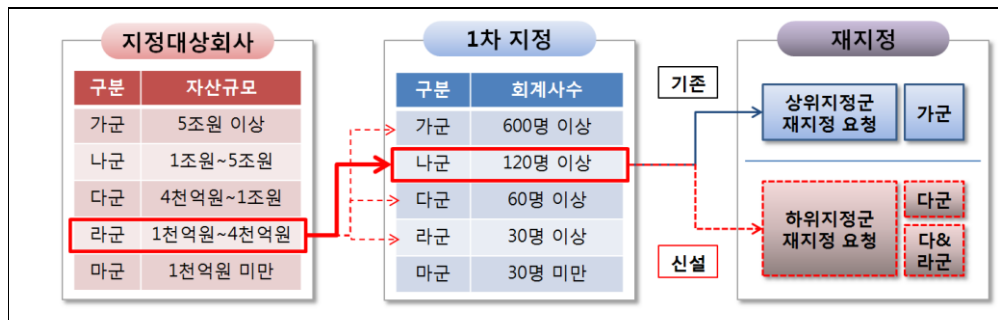 지정대상회사
구분 자산규모
가군 5조원 이상
나군 1조원~5조원
다군 4천억원~1조원
라군 1천억원~4천억원
마군 1천억원 미만
1차 지정
구분 회계사수
가군 600명 이상
나군 120명 이상
다군 60명 이상
라군 30명 이상
마군 30명 미만
재지정
기존
상위지정군
재지정 요청
가군
신설
하위지정군
재지정 요청
다군
다&
라군